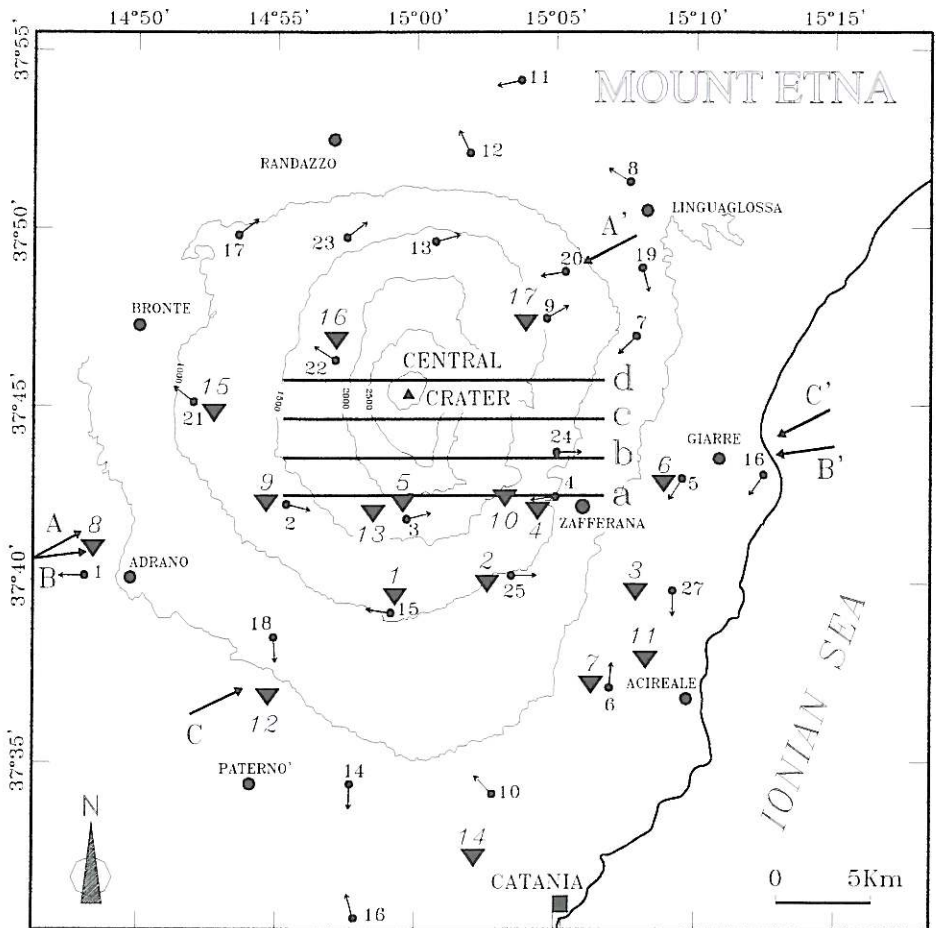 14°50' 14°55' 15°00' 15°05' 15°10' 15°15'
37°55'
11
MOUNT ETNA
12
RANDAZZO
8
LINGUAGLOSSA
37°50'
A'
17
23
13
20
19
BRONTE
17
9
7
16
22
CENTRAL
d
CRATER
37°45'
1000
15
1500
2000
2500
c
C'
21
24
b
GIARRE
16
B'
9
5
4
a
6
5
2
13
3
10
4
ZAFFERANA
A
8
37°40'
B
1
ADRANO
1
2
25
3
27
15
18
11
7
ACIREALE
6
C
12
IONIAN SEA
37°35'
PATERNO'
14
10
N
14
CATANIA
0 5Km
16